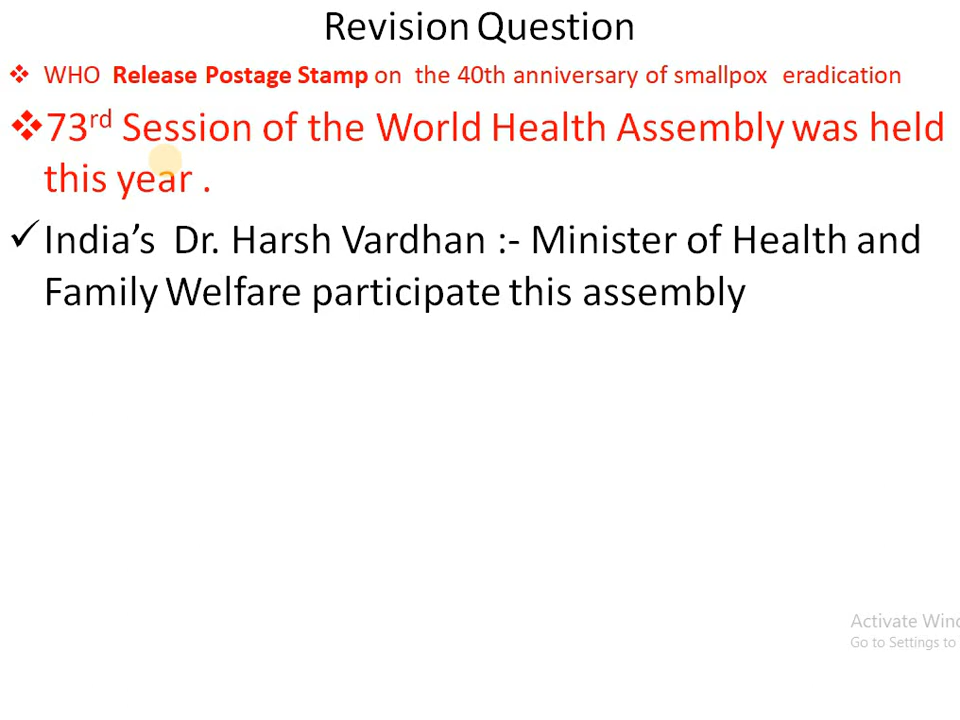 Revision Question
❖ WHO Release Postage Stamp on the 40th anniversary of smallpox eradication
❖73rd Session of the World Health Assembly was held
this year .
✓India's Dr. Harsh Vardhan :- Minister of Health and
Family Welfare participate this assembly
Activate Wind
Go to Settings to